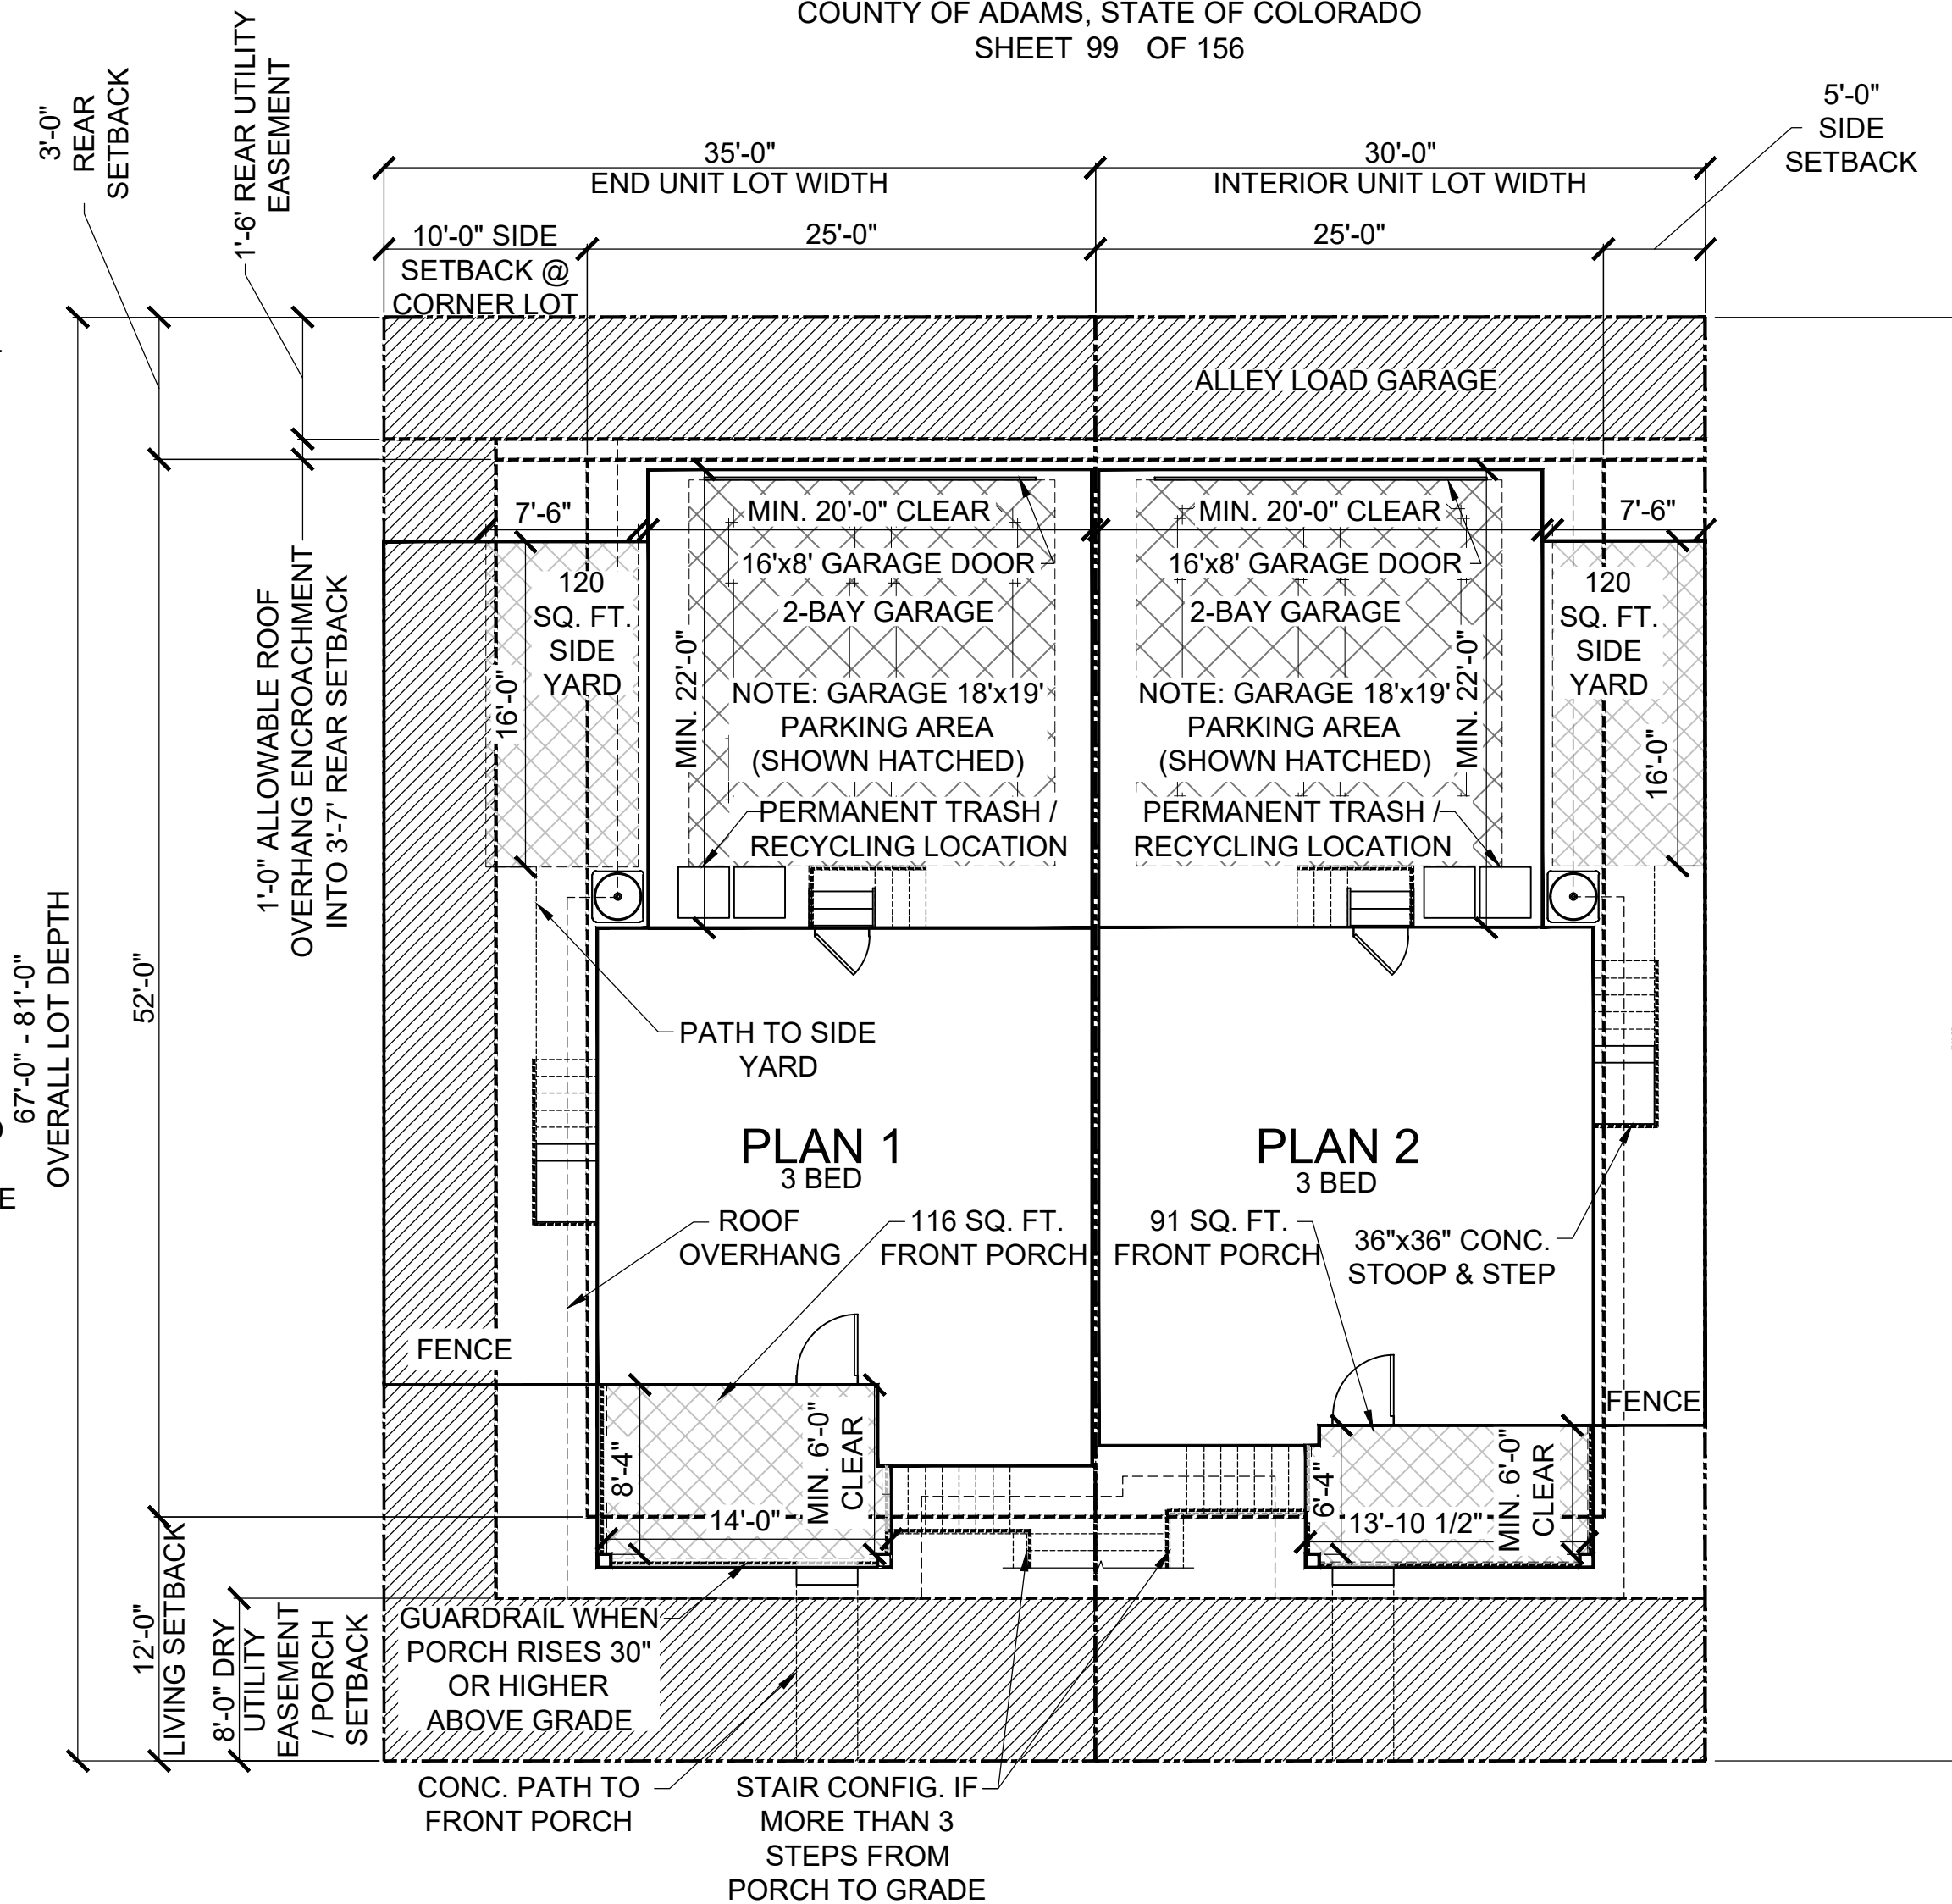 COUNTY OF ADAMS, STATE OF COLORADO
SHEET 99 OF 156
3'-0"
REAR
SETBACK
1'-6' REAR UTILITY
EASEMENT
35'-0"
END UNIT LOT WIDTH
30'-0"
INTERIOR UNIT LOT WIDTH
5'-0"
SIDE
SETBACK
10'-0" SIDE
SETBACK @
CORNER LOT
25'-0"
25'-0"
ALLEY LOAD GARAGE
7'-6"
MIN. 20'-0" CLEAR
16'x8' GARAGE DOOR
2-BAY GARAGE
MIN. 22'-0"
NOTE: GARAGE 18'x19'
PARKING AREA
(SHOWN HATCHED)
PERMANENT TRASH /
RECYCLING LOCATION
120
SQ. FT.
SIDE
YARD
16'-0"
MIN. 20'-0" CLEAR
16'x8' GARAGE DOOR
2-BAY GARAGE
NOTE: GARAGE 18'x19'
PARKING AREA
(SHOWN HATCHED)
MIN. 22'-0"
PERMANENT TRASH /
RECYCLING LOCATION
7'-6"
120
SQ. FT.
SIDE
YARD
16'-0"
1'-0" ALLOWABLE ROOF
OVERHANG ENCROACHMENT
INTO 3'-7' REAR SETBACK
67'-0" - 81'-0"
OVERALL LOT DEPTH
52'-0"
PATH TO SIDE
YARD
PLAN 1
3 BED
PLAN 2
3 BED
ROOF
OVERHANG
116 SQ. FT.
FRONT PORCH
91 SQ. FT.
FRONT PORCH
36"x36" CONC.
STOOP & STEP
E
FENCE
FENCE
8'-4"
14'-0"
MIN. 6'-0"
CLEAR
6'-4"
13'-10 1/2"
MIN. 6'-0"
CLEAR
12'-0"
LIVING SETBACK
8'-0" DRY
UTILITY
EASEMENT
/ PORCH
SETBACK
GUARDRAIL WHEN
PORCH RISES 30"
OR HIGHER
ABOVE GRADE
CONC. PATH TO
FRONT PORCH
STAIR CONFIG. IF
MORE THAN 3
STEPS FROM
PORCH TO GRADE